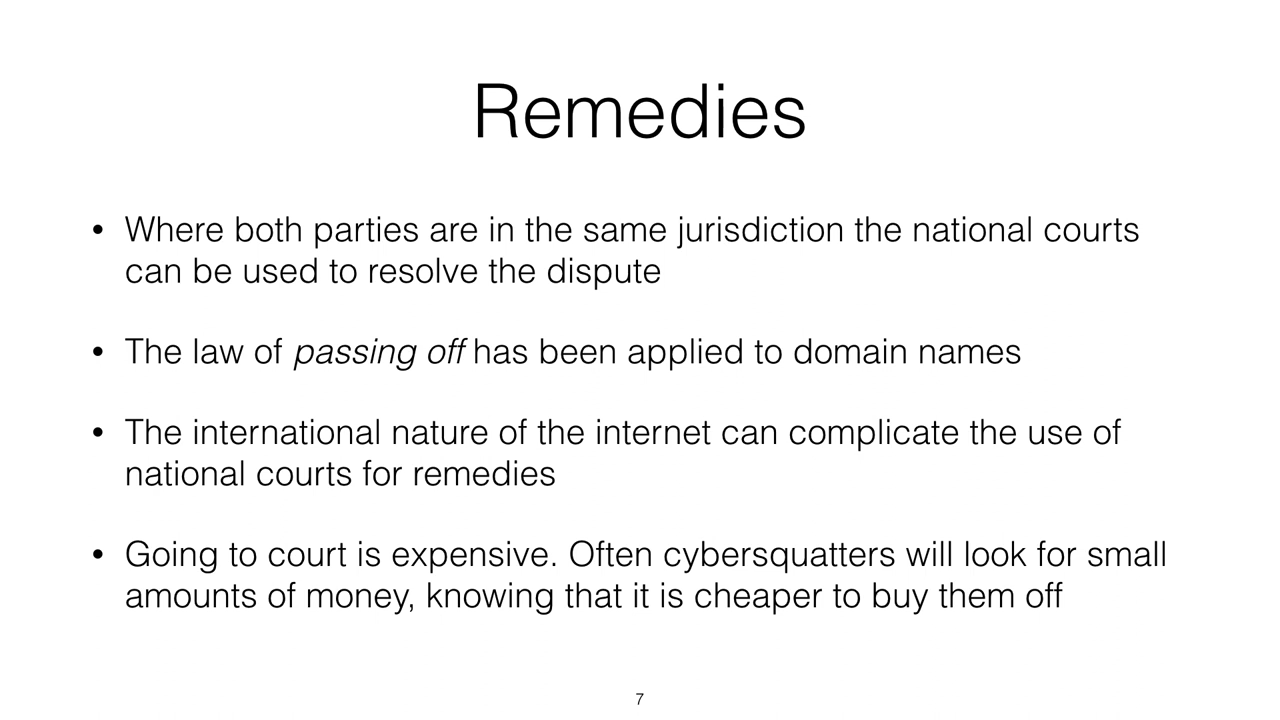 Remedies
• Where both parties are in the same jurisdiction the national courts
can be used to resolve the dispute
• The law of passing off has been applied to domain names
• The international nature of the internet can complicate the use of
national courts for remedies
• Going to court is expensive. Often cybersquatters will look for small
amounts of money, knowing that it is cheaper to buy them off
7